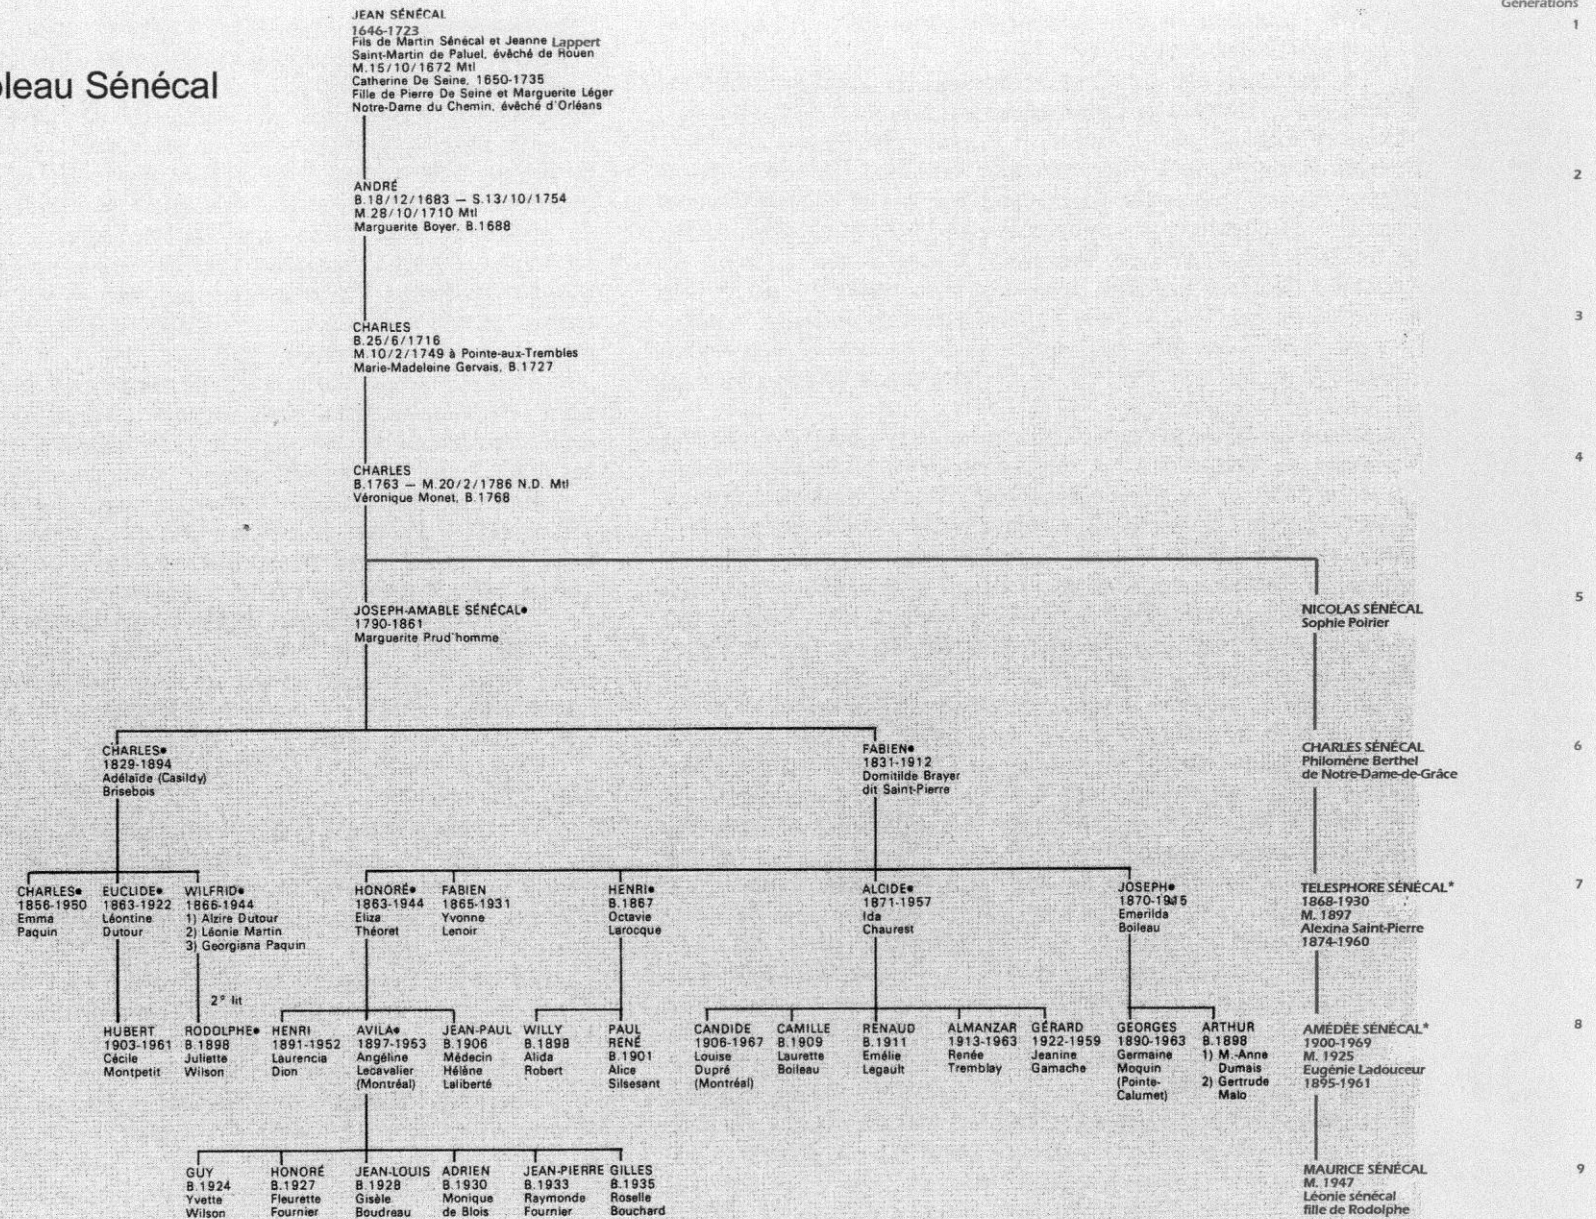 Générations
JEAN SÉNÉCAL
1646-1723
Fils de Martin Sénécal et Jeanne Lappert
Saint-Martin de Paluel, évêché de Rouen
M.15/10/1672 Mtl
Catherine De Seine, 1650-1735
Fille de Pierre De Seine et Marguerite Léger
Notre-Dame du Chemin, évêché d'Orléans
1
leau Sénécal
ANDRÉ
B.18/12/1683 — S.13/10/1754
M.28/10/1710 Mtl
Marguerite Boyer, B.1688
2
CHARLES
B.25/6/1716
M.10/2/1749 à Pointe-aux-Trembles
Marie-Madeleine Gervais, B.1727
3
CHARLES
B.1763 — M.20/2/1786 N.D. Mtl
Véronique Monet, B.1768
4
JOSEPH-AMABLE SÉNÉCAL•
1790-1861
Marguerite Prud'homme
NICOLAS SÉNÉCAL
Sophie Poirier
5
CHARLES•
1829-1894
Adélaïde (Casildy)
Brisebois
FABIEN•
1831-1912
Domitilde Brayer
dit Saint-Pierre
CHARLES SÉNÉCAL
Philoméne Berthel
de Notre-Dame-de-Grâce
6
CHARLES•
1856-1950
Emma
Paquin
EUCLIDE•
1863-1922
Léontine
Dutour
WILFRID•
1866-1944
1) Alzire Dutour
2) Léonie Martin
3) Georgiana Paquin
HONORÉ•
1863-1944
Eliza
Théoret
FABIEN
1865-1931
Yvonne
Lenoir
HENRI•
B.1867
Octavie
Larocque
ALCIDE•
1871-1957
Ida
Chaurest
JOSEPH•
1870-1915
Emerilda
Boileau
TELESPHORE SÉNÉCAL*
1868-1930
M. 1897
Alexina Saint-Pierre
1874-1960
7
2° lit
HUBERT
1903-1961
Cécile
Montpetit
RODOLPHE•
B.1898
Juliette
Wilson
HENRI
1891-1952
Laurencia
Dion
AVILA•
1897-1953
Angéline
Lecavalier
(Montréal)
JEAN-PAUL
B.1906
Médecin
Hélène
Laliberté
WILLY
B.1898
Alida
Robert
PAUL
RENÉ
B.1901
Alice
Silsesant
CANDIDE
1906-1967
Louise
Dupré
(Montréal)
CAMILLE
B.1909
Laurette
Boileau
RENAUD
B.1911
Emélie
Legault
ALMANZAR
1913-1963
Renée
Tremblay
GÉRARD
1922-1959
Jeanine
Gamache
GEORGES
1890-1963
Germaine
Moquin
(Pointe-
Calumet)
ARTHUR
B.1898
1) M.-Anne
Dumais
2) Gertrude
Malo
AMÉDÉE SÉNÉCAL*
1900-1969
M. 1925
Eugénie Ladouceur
1895-1961
8
GUY
B.1924
Yvette
Wilson
HONORÉ
B.1927
Fleurette
Fournier
JEAN-LOUIS
B.1928
Gisèle
Boudreau
ADRIEN
B.1930
Monique
de Blois
JEAN-PIERRE
B.1933
Raymonde
Fournier
GILLES
B.1935
Roselle
Bouchard
MAURICE SÉNÉCAL
M. 1947
Léonie sénécal
fille de Rodolphe
9